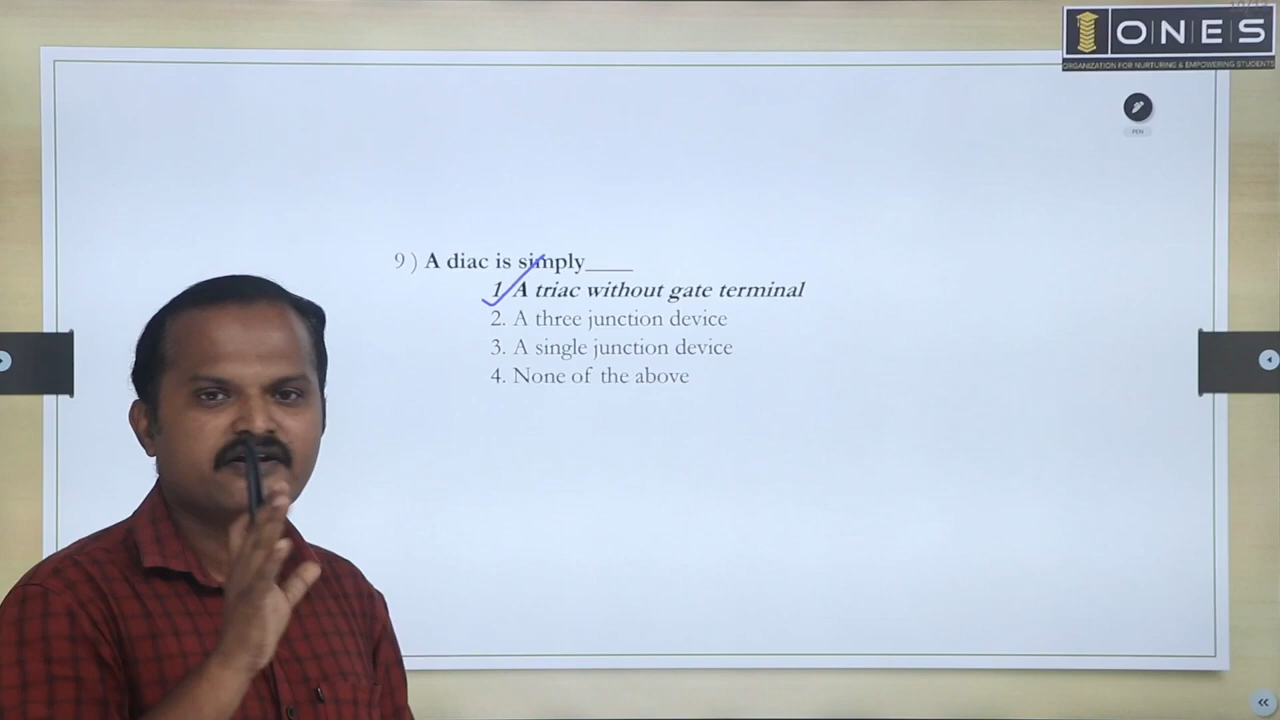 O|N|E|S
ORGANIZATION FOR NURTURING & EMPOWERING STUDENTS
PEN
9 ) A diac is simply____
1. A triac without gate terminal
2. A three junction device
3. A single junction device
4. None of the above